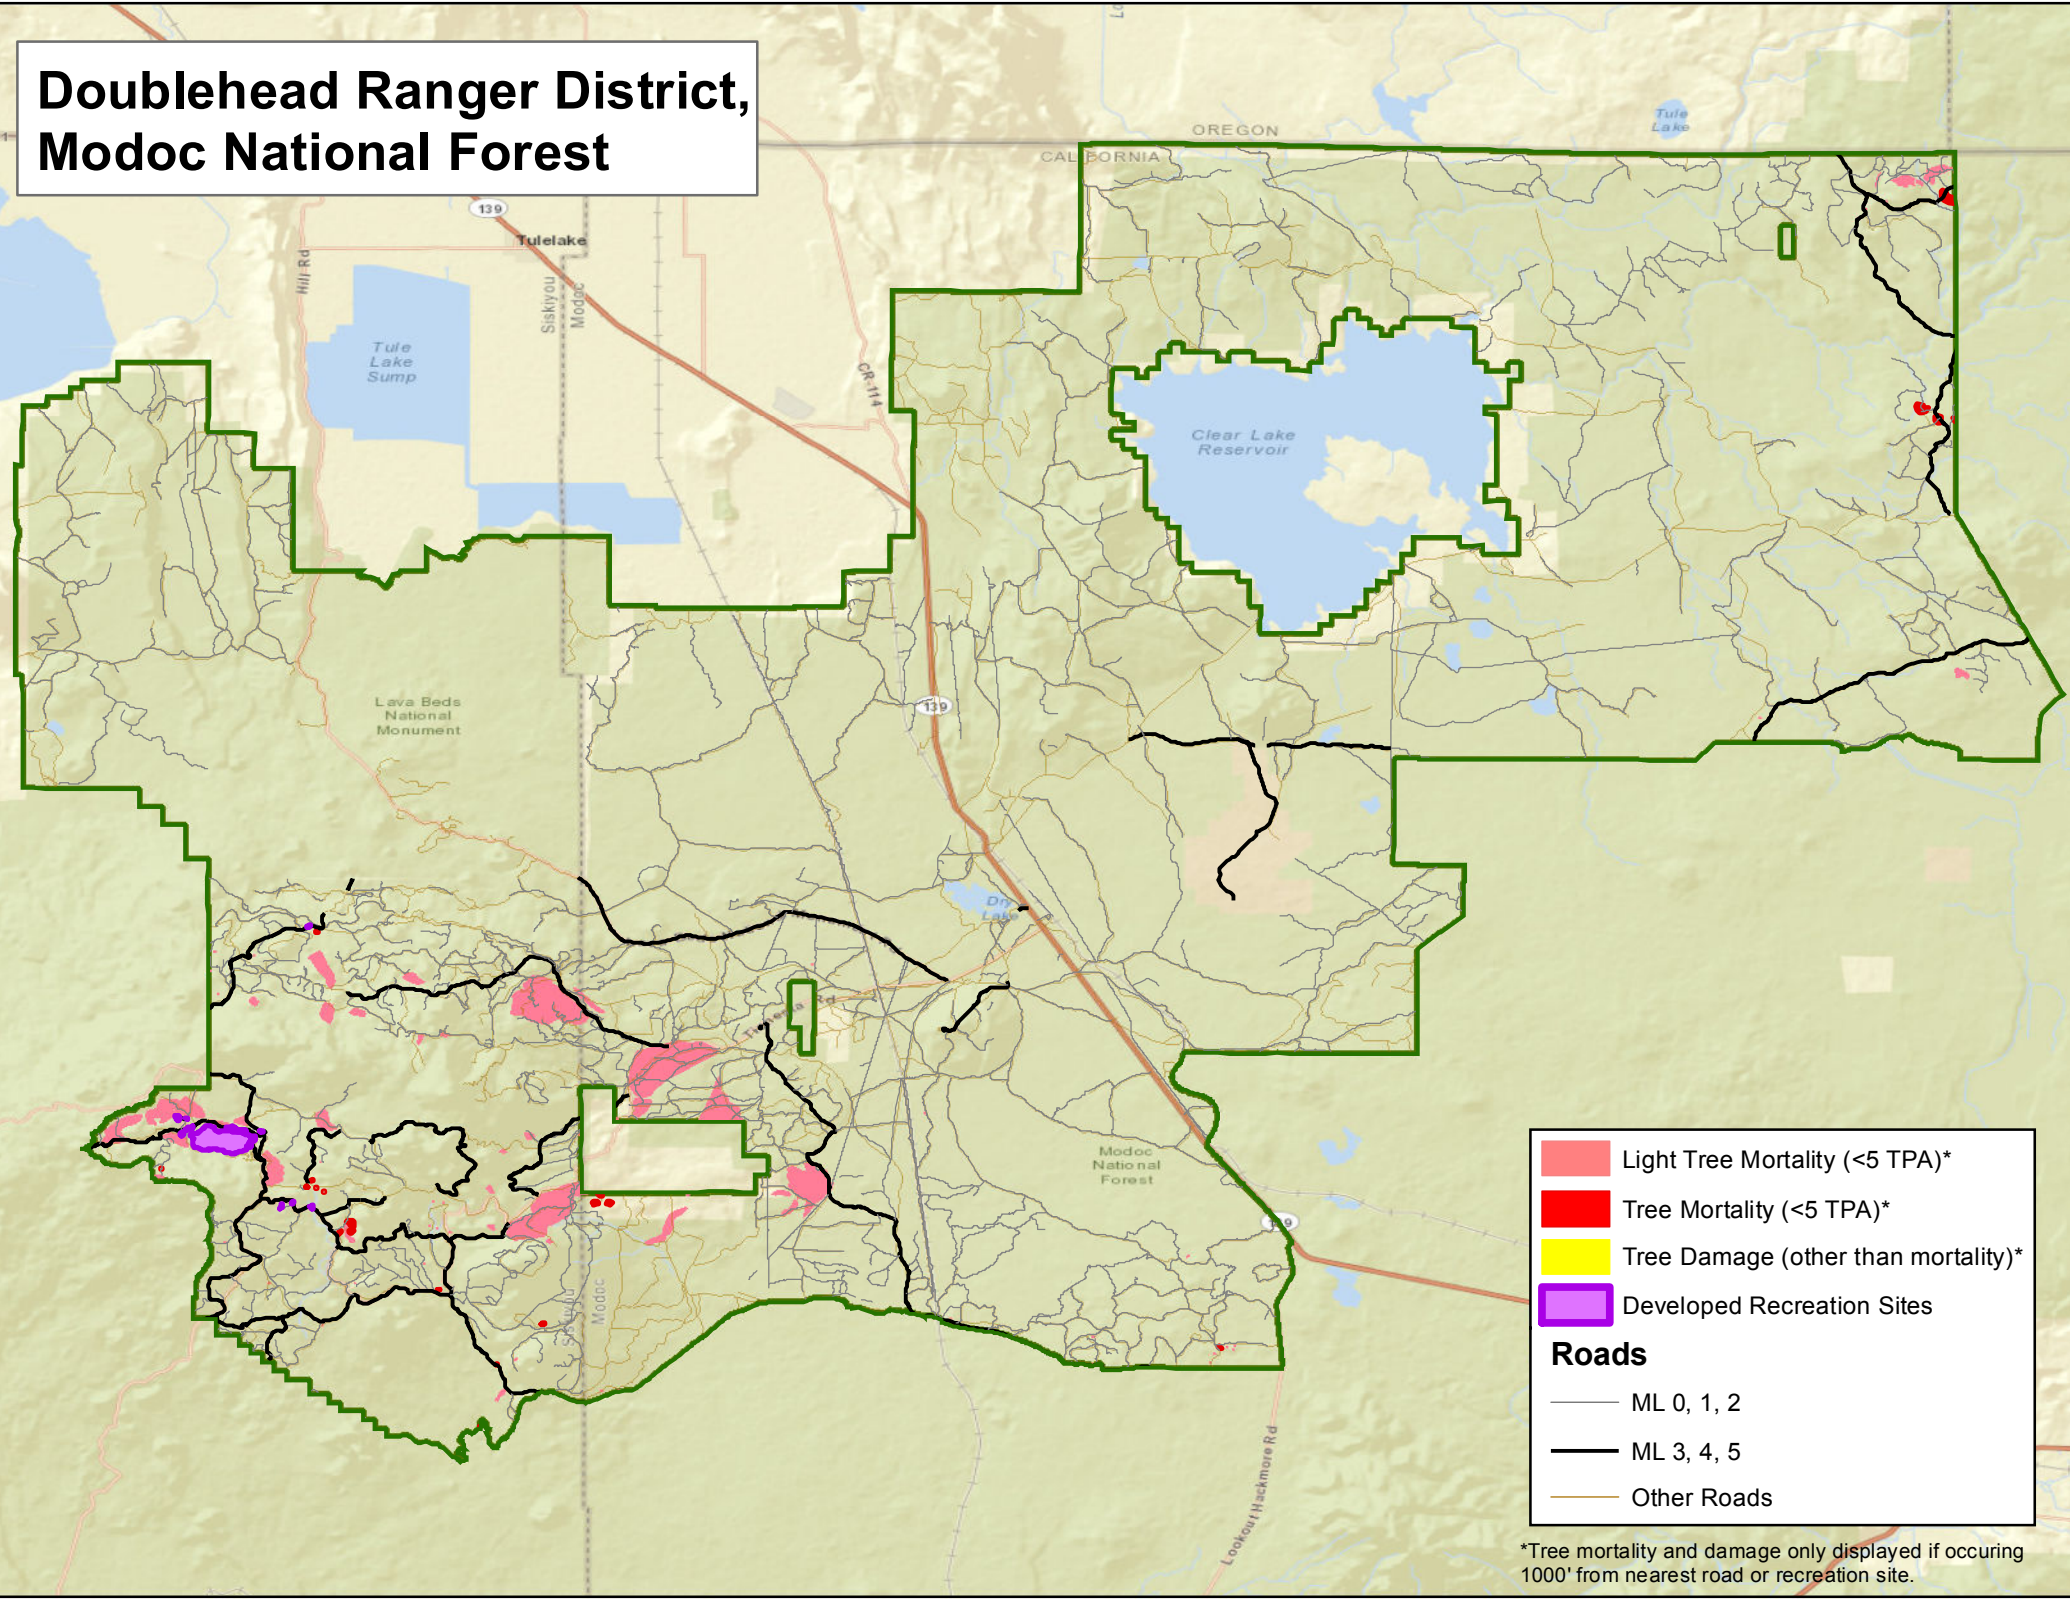 Doublehead Ranger District,
Modoc National Forest
OREGON
CALIFORNIA
Tule
Lake
139
Tulelake
Hill Rd
Siskiyou
Modoc
Tule
Lake
Sump
CR-114
Clear Lake
Reservoir
Lava Beds
National
Monument
139
Dry
Lake
Modoc
National
Forest
139
Siskiyou
Modoc
Lookout Hackmore Rd
Light Tree Mortality (<5 TPA)*
Tree Mortality (<5 TPA)*
Tree Damage (other than mortality)*
Developed Recreation Sites
Roads
ML 0, 1, 2
ML 3, 4, 5
Other Roads
*Tree mortality and damage only displayed if occuring
1000' from nearest road or recreation site.